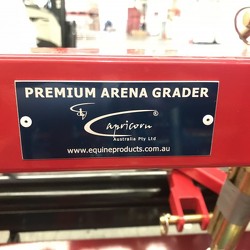 PREMIUM ARENA GRADER
Capricorn ®
Australia Pty Ltd
www.equineproducts.com.au